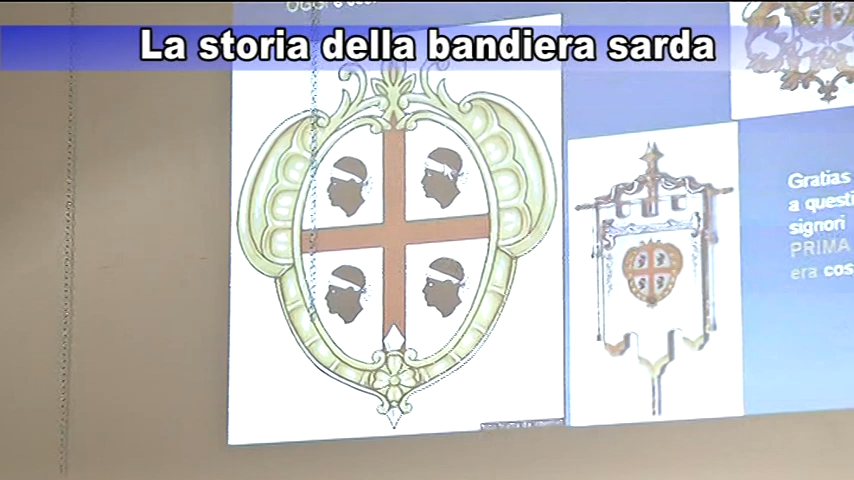 La storia della bandiera sarda
Gratias
a questi
signori
PRIMA
era cos